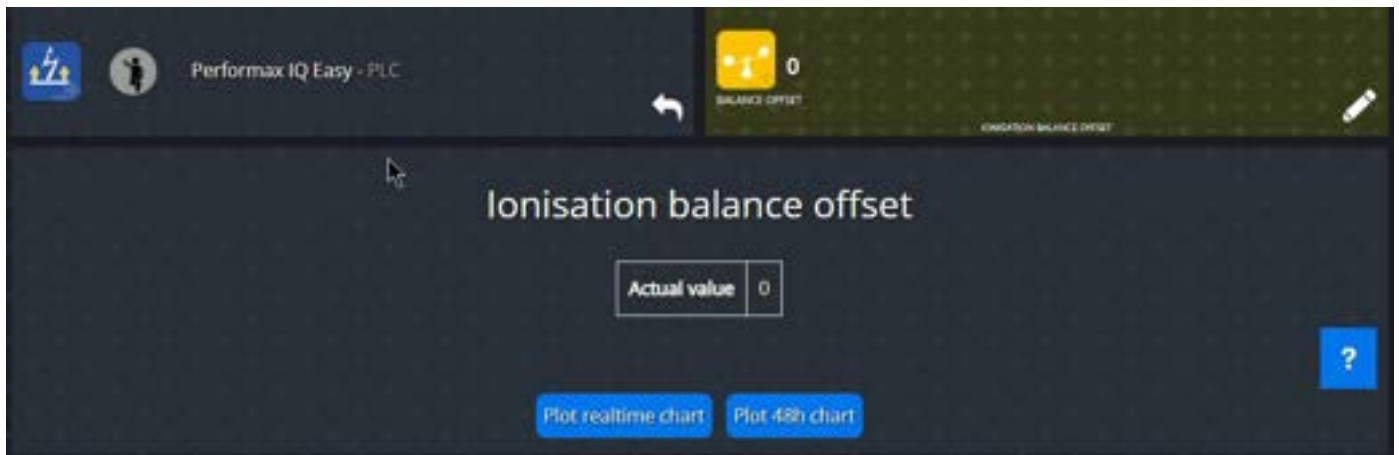 Performax IQ Easy - PLC
0
BALANCE OFFSET
IONISATION BALANCE OFFSET
Ionisation balance offset
Actual value 0
?
Plot realtime chart Plot 48h chart